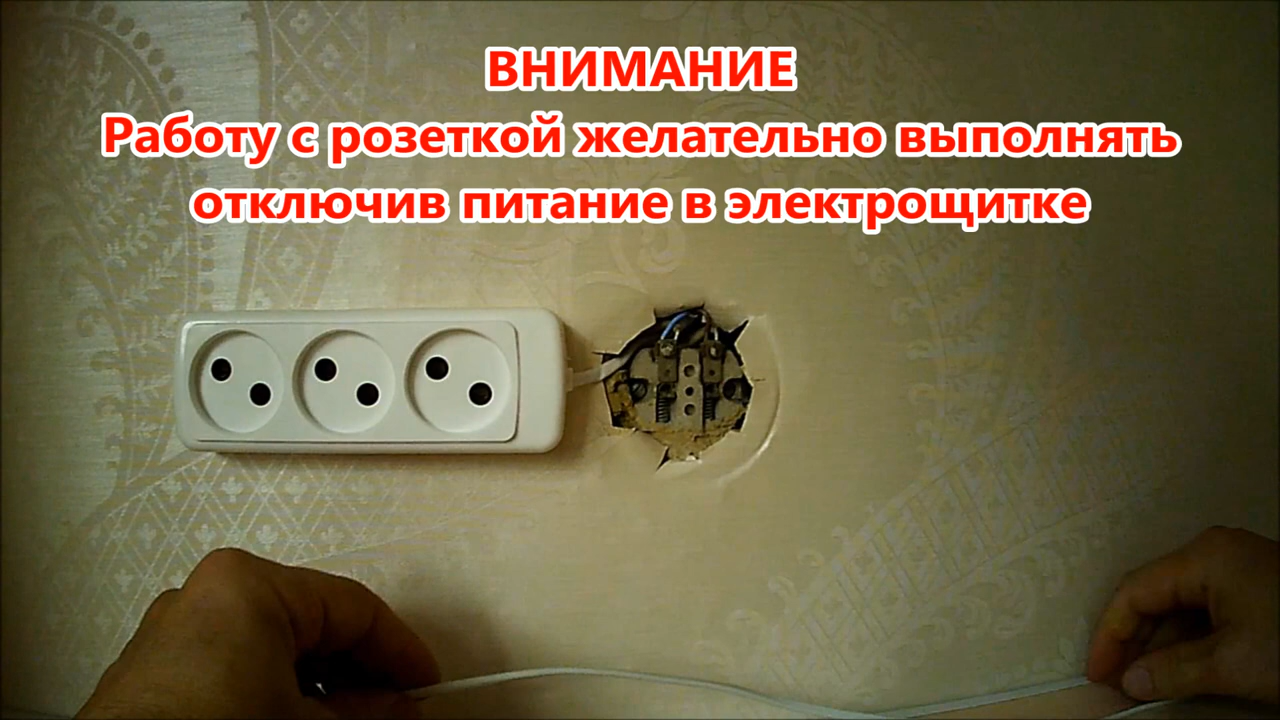 ВНИМАНИЕ
Работу с розеткой желательно выполнять
отключив питание в электрощитке